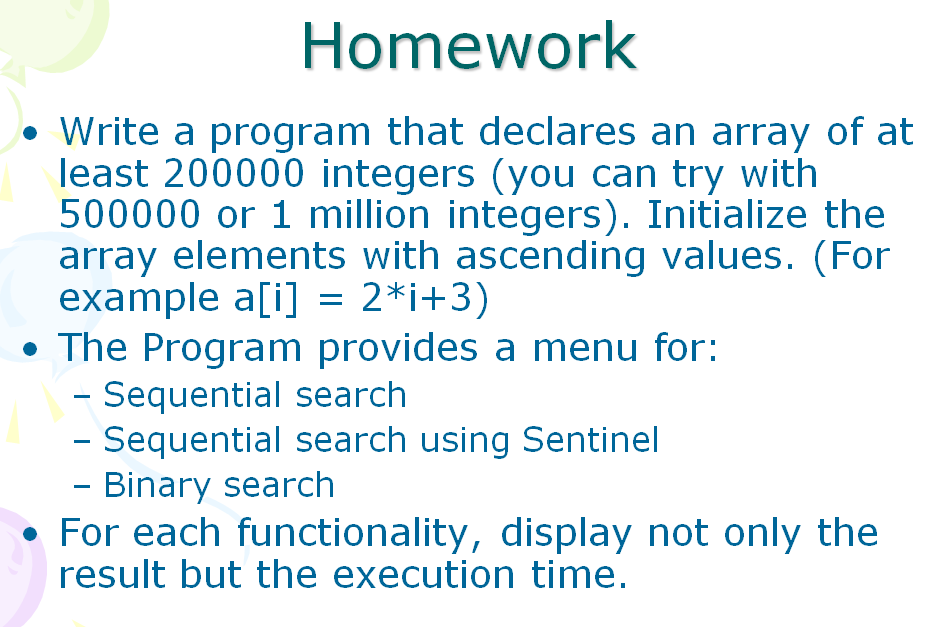 Homework
• Write a program that declares an array of at
least 200000 integers (you can try with
500000 or 1 million integers). Initialize the
array elements with ascending values. (For
example a[i] = 2*i+3)
• The Program provides a menu for:
– Sequential search
– Sequential search using Sentinel
– Binary search
• For each functionality, display not only the
result but the execution time.